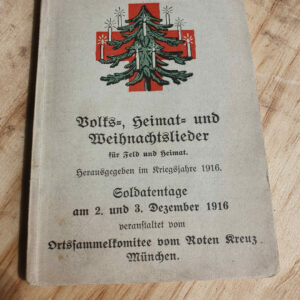 Volks-, Heimat- und
Weihnachtslieder
für Feld und Heimat.
Herausgegeben im Kriegsjahre 1916.
Soldatentage
am 2. und 3. Dezember 1916
veranstaltet vom
Ortssammelkomitee vom Roten Kreuz
München.